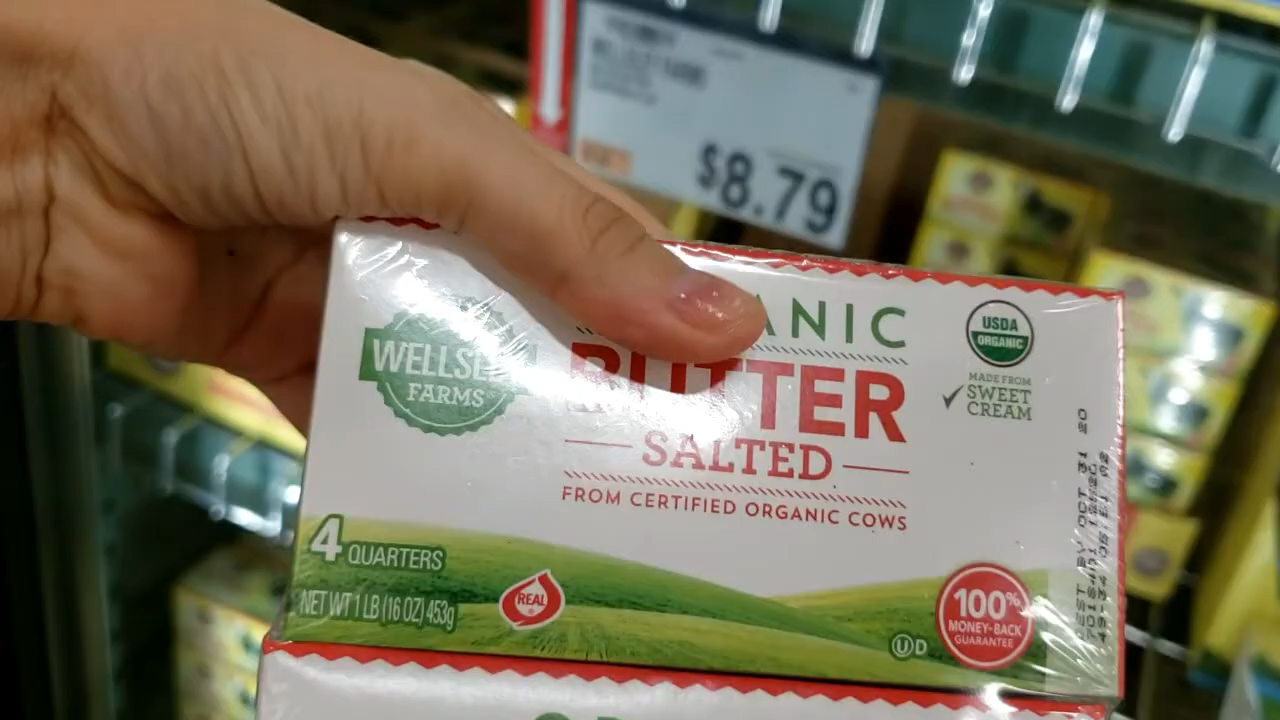 $8.79
WELLS
FARMS
ANIC
BUTTER
SALTED
FROM CERTIFIED ORGANIC COWS
USDA
ORGANIC
MADE FROM
SWEET
CREAM
4 QUARTERS
NET WT 1 LB (16 OZ) 453g
REAL
100%
MONEY-BACK
GUARANTEE
U D
BEST BY OCT 31 20